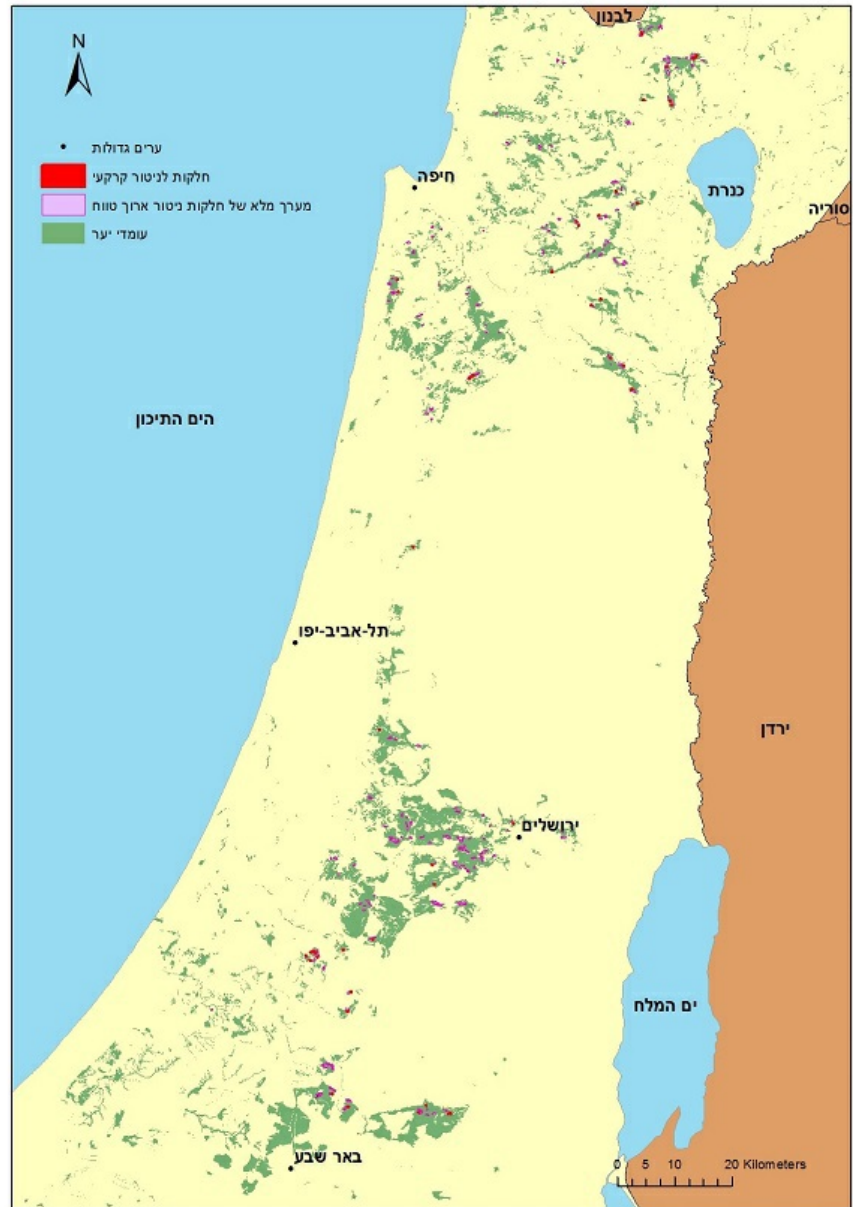 לבנון
N
ערים גדולות
חלקות לניטור קרקעי
מערך מלא של חלקות ניטור ארוך טווח
עומדי יער
חיפה
כנרת
סוריה
הים התיכון
תל-אביב-יפו
ירדן
ירושלים
ים המלח
באר שבע
0 5 10 20 Kilometers